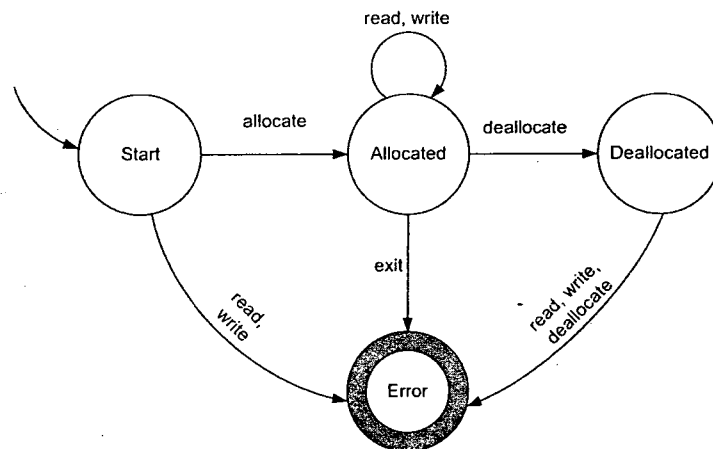 read, write
allocate
deallocate
Start
Allocated
Deallocated
exit
read,
write
read, write,
deallocate
Error